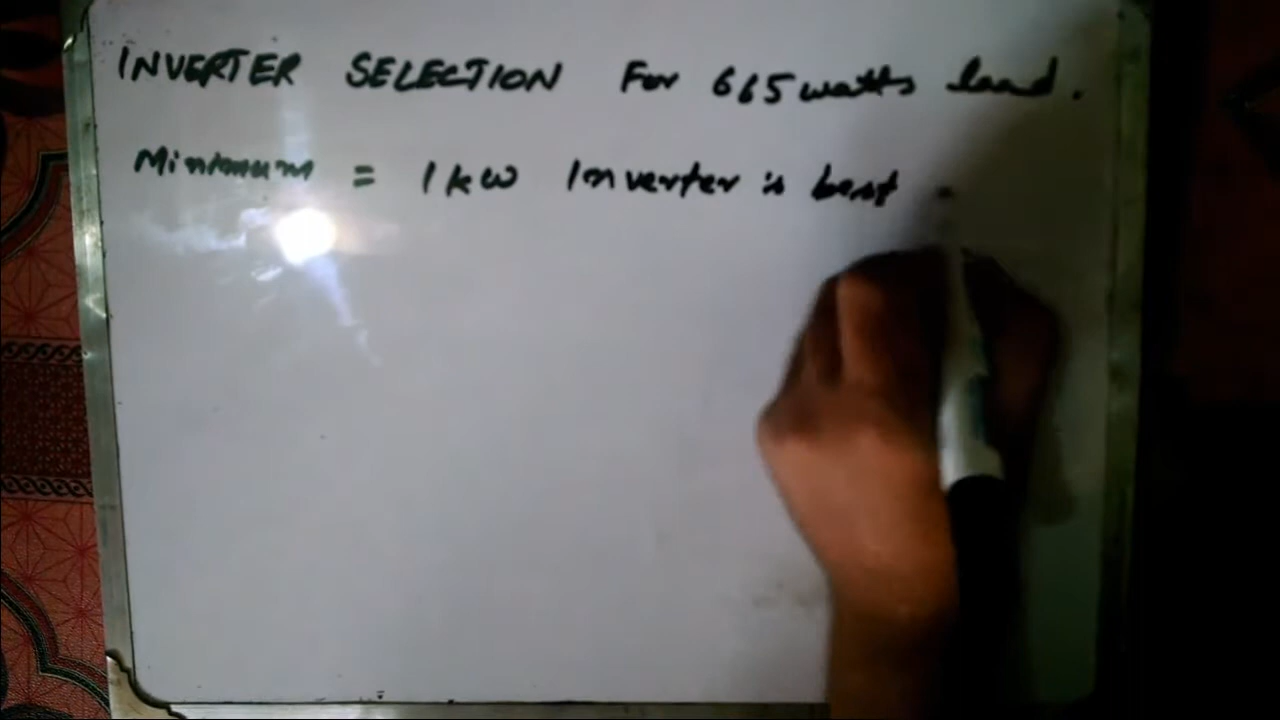 INVERTER SELECTION For 665 watts load.
Minimum = 1 kW Inverter is best.